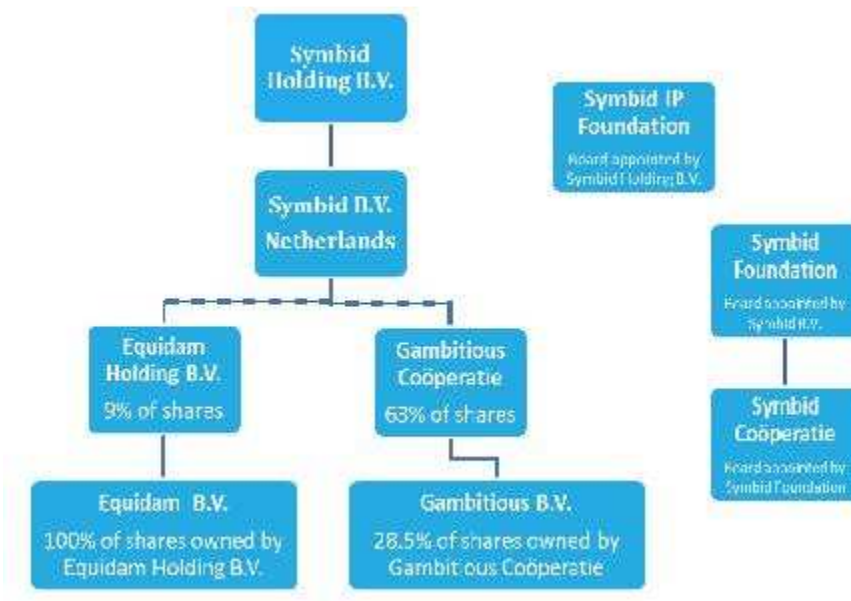 Symbid
Holding B.V.
Symbid IP
Foundation
Board appointed by
Symbid Holding B.V.
Symbid B.V.
Netherlands
Symbid
Foundation
Board appointed by
Symbid B.V.
Equidam
Holding B.V.
9% of shares
Gambitious
Coöperatie
63% of shares
Symbid
Coöperatie
Board appointed by
Symbid Foundation
Equidam B.V.
100% of shares owned by
Equidam Holding B.V.
Gambitious B.V.
28.5% of shares owned by
Gambitious Coöperatie